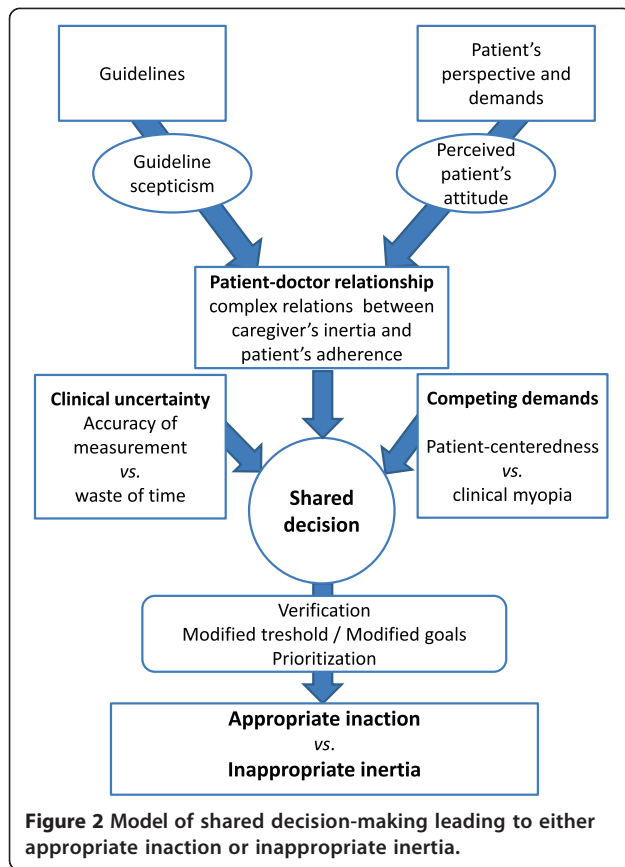 Guidelines
Patient's
perspective and
demands
Guideline
scepticism
Perceived
patient's
attitude
Patient-doctor relationship
complex relations between
caregiver's inertia and
patient's adherence
Clinical uncertainty
Accuracy of
measurement
vs.
waste of time
Competing demands
Patient-centeredness
vs.
clinical myopia
Shared
decision
Verification
Modified treshold / Modified goals
Prioritization
Appropriate inaction
vs.
Inappropriate inertia
Figure 2 Model of shared decision-making leading to either
appropriate inaction or inappropriate inertia.